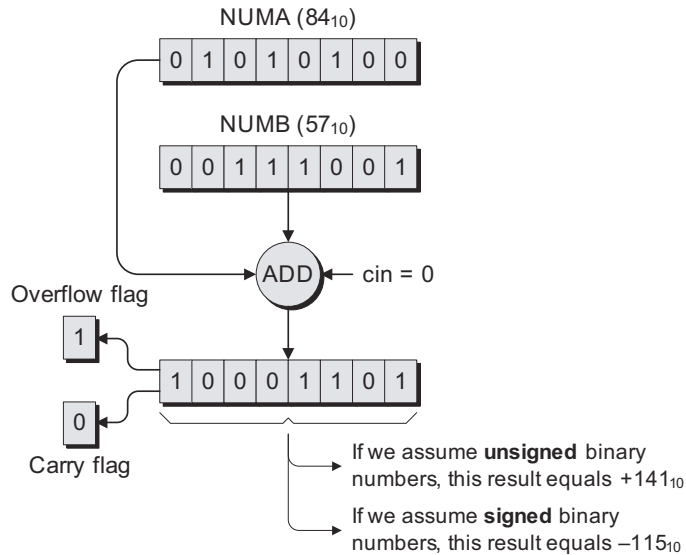 NUMA (84₁₀)
0 1 0 1 0 1 0 0
NUMB (57₁₀)
0 0 1 1 1 0 0 1
ADD
cin = 0
Overflow flag
1
1 0 0 0 1 1 0 1
0
Carry flag
If we assume unsigned binary
numbers, this result equals +141₁₀
If we assume signed binary
numbers, this result equals –115₁₀